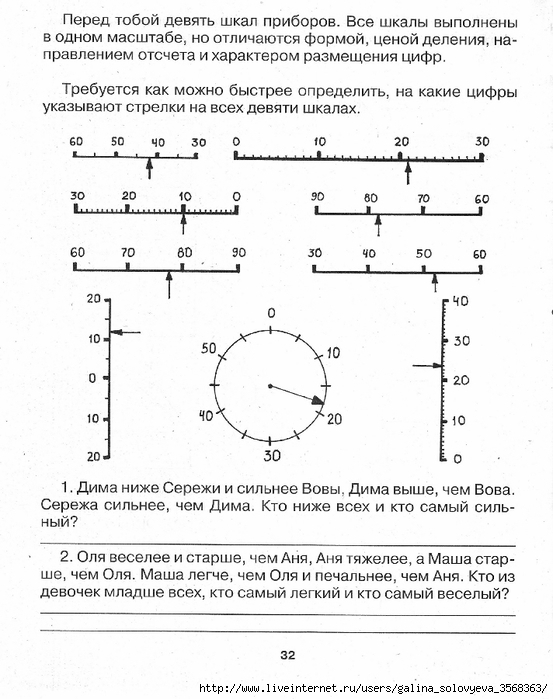 Перед тобой девять шкал приборов. Все шкалы выполнены
в одном масштабе, но отличаются формой, ценой деления, на-
правлением отсчета и характером размещения цифр.
Требуется как можно быстрее определить, на какие цифры
указывают стрелки на всех девяти шкалах.
60 50 40 30
0 10 20 30
30 20 10 0
90 80 70 60
60 70 80 90
30 40 50 60
20
10
0
10
20
0
10
20
30
40
50
40
30
20
10
0
1. Дима ниже Сережи и сильнее Вовы, Дима выше, чем Вова.
Сережа сильнее, чем Дима. Кто ниже всех и кто самый силь-
ный?
2. Оля веселее и старше, чем Аня, Аня тяжелее, а Маша стар-
ше, чем Оля. Маша легче, чем Оля и печальнее, чем Аня. Кто из
девочек младше всех, кто самый легкий и кто самый веселый?
32
http://www.liveinternet.ru/users/galina_solovyeva_3568363/